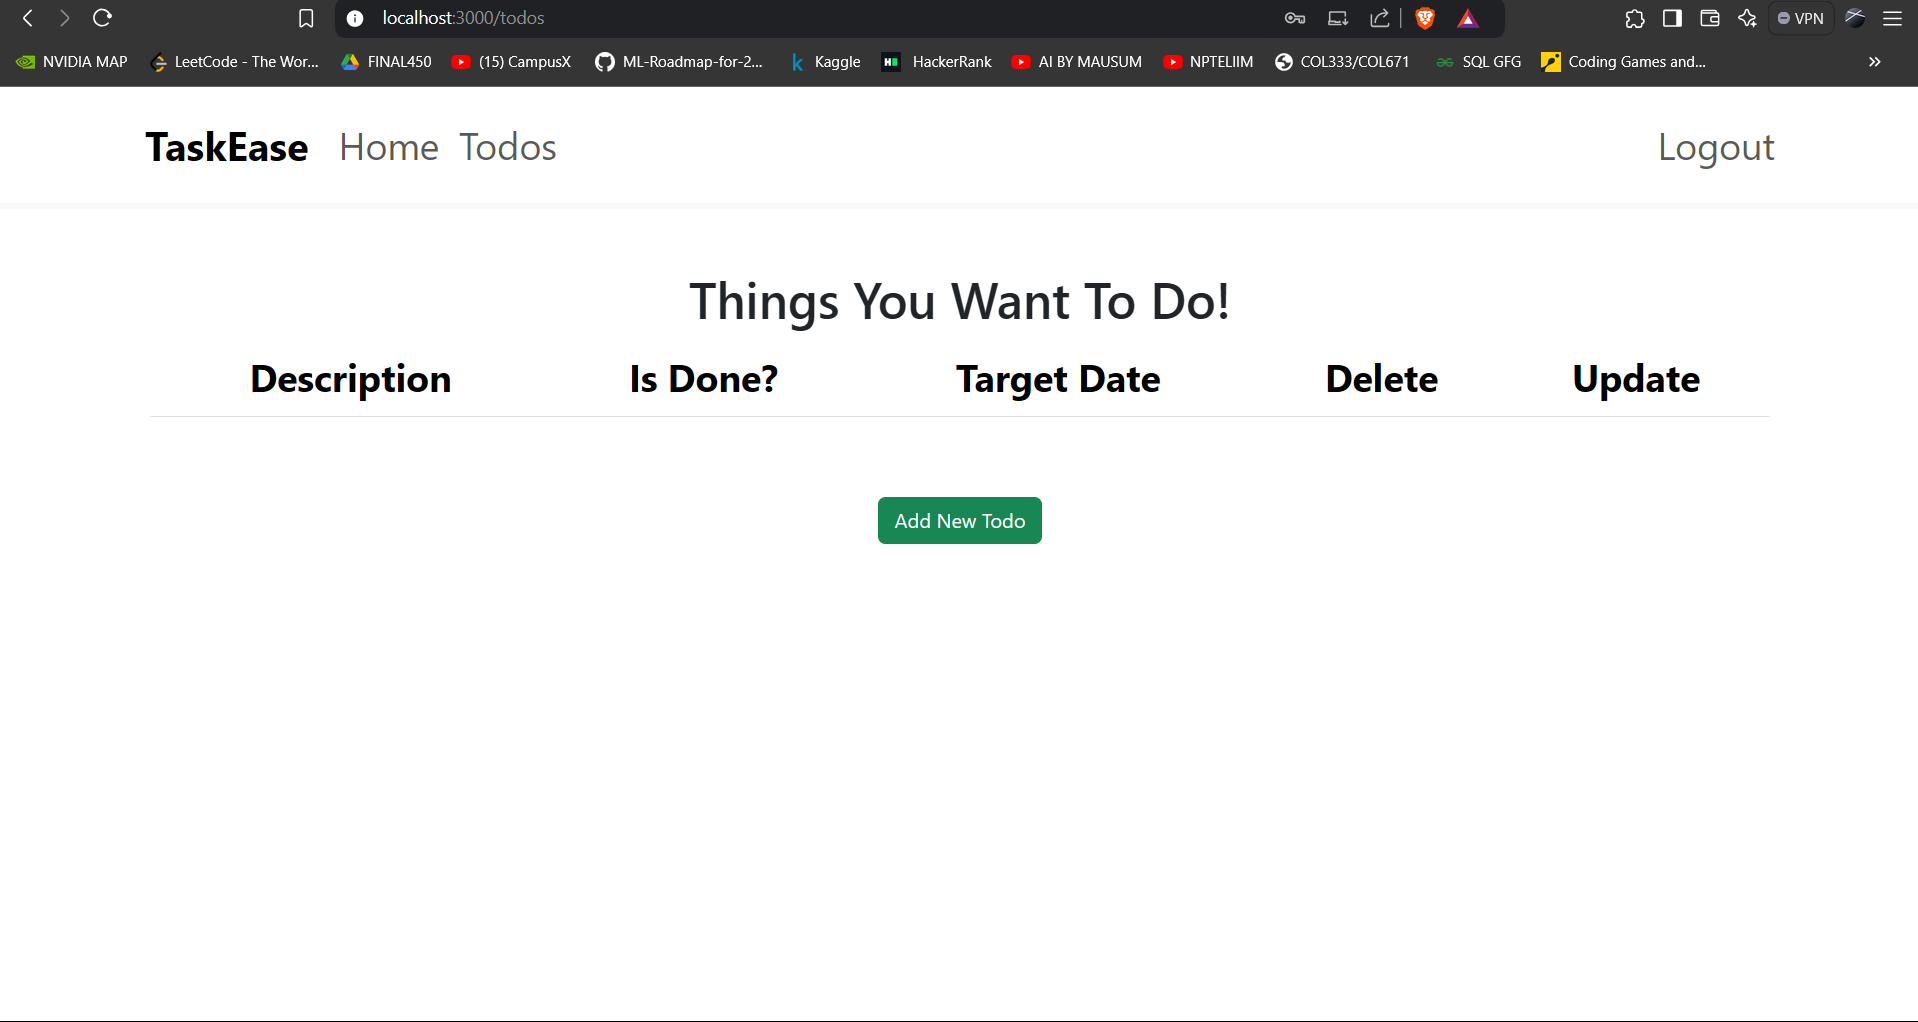 localhost:3000/todos
VPN
NVIDIA MAP LeetCode - The Wor... FINAL450 (15) CampusX ML-Roadmap-for-2... k Kaggle H HackerRank AI BY MAUSUM NPTELIIM COL333/COL671 SQL GFG Coding Games and... »
TaskEase Home Todos Logout
Things You Want To Do!
Description Is Done? Target Date Delete Update
Add New Todo